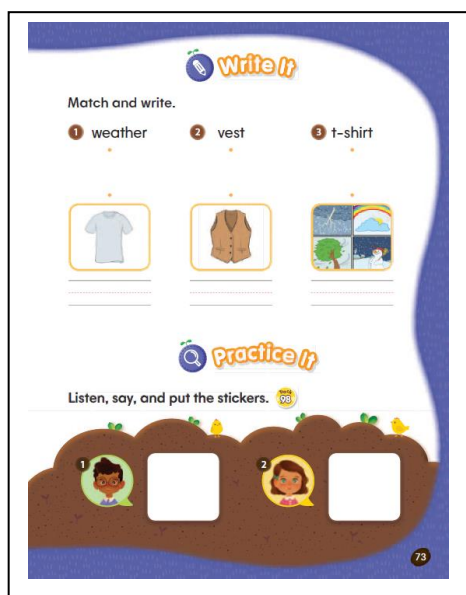 Write It
Match and write.
1 weather 2 vest 3 t-shirt
Practice It
Listen, say, and put the stickers. 98
1 2
73